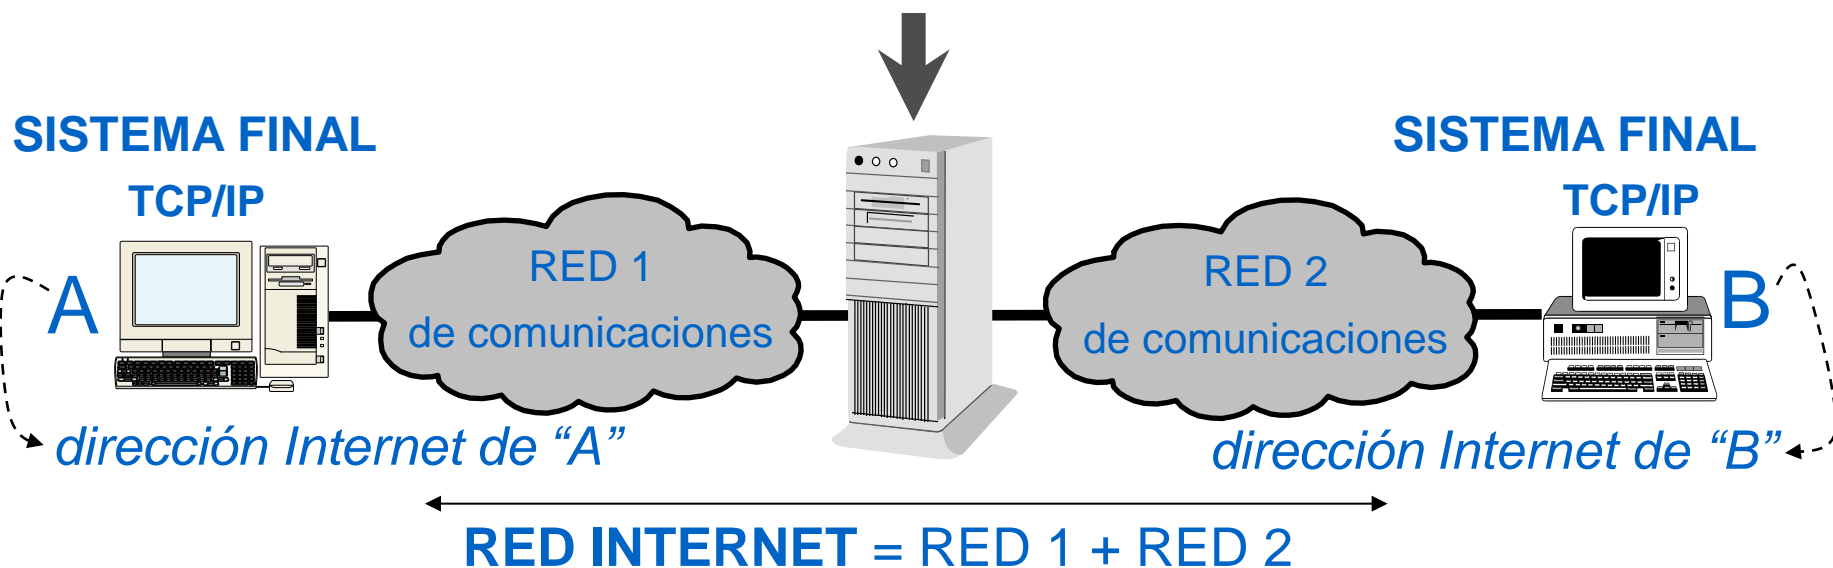 SISTEMA FINAL
TCP/IP
A
RED 1
de comunicaciones
RED 2
de comunicaciones
SISTEMA FINAL
TCP/IP
B
dirección Internet de “A”
dirección Internet de “B”
RED INTERNET = RED 1 + RED 2